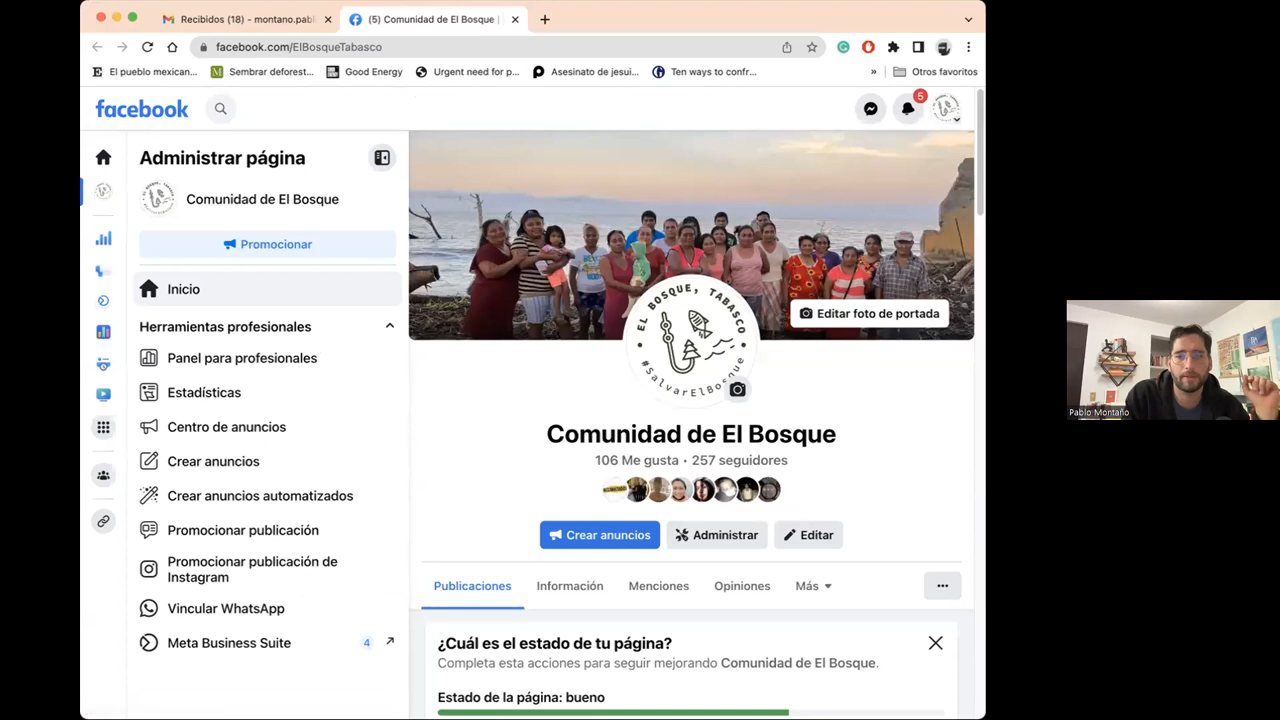 Recibidos (18) - montano.pabl
(5) Comunidad de El Bosque |
facebook.com/ElBosqueTabasco
El pueblo mexican...
Sembrar deforest...
Good Energy
Urgent need for p...
Asesinato de jesui...
Ten ways to confr...
»
Otros favoritos
facebook
5
Administrar página
Comunidad de El Bosque
Promocionar
Inicio
Herramientas profesionales
Panel para profesionales
Estadísticas
Centro de anuncios
Crear anuncios
Crear anuncios automatizados
Promocionar publicación
Promocionar publicación de
Instagram
Vincular WhatsApp
Meta Business Suite
4
Editar foto de portada
EL BOSQUE, TABASCO
#SalvarElBosque
Comunidad de El Bosque
106 Me gusta • 257 seguidores
Crear anuncios
Administrar
Editar
Publicaciones
Información
Menciones
Opiniones
Más
¿Cuál es el estado de tu página?
Completa esta acciones para seguir mejorando Comunidad de El Bosque.
Estado de la página: bueno
Pablo Montaño